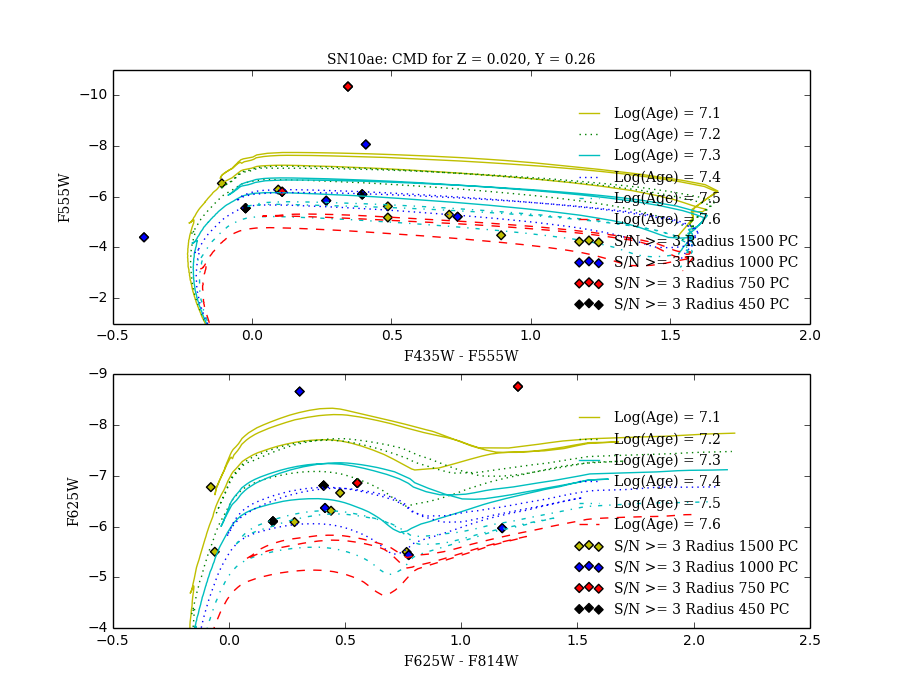 SN10ae: CMD for Z = 0.020, Y = 0.26
−10
−8
−6
−4
−2
F555W
Log(Age) = 7.1
Log(Age) = 7.2
Log(Age) = 7.3
Log(Age) = 7.4
Log(Age) = 7.5
Log(Age) = 7.6
S/N >= 3 Radius 1500 PC
S/N >= 3 Radius 1000 PC
S/N >= 3 Radius 750 PC
S/N >= 3 Radius 450 PC
−0.5 0.0 0.5 1.0 1.5 2.0
F435W - F555W
−9
−8
−7
−6
−5
−4
F625W
Log(Age) = 7.1
Log(Age) = 7.2
Log(Age) = 7.3
Log(Age) = 7.4
Log(Age) = 7.5
Log(Age) = 7.6
S/N >= 3 Radius 1500 PC
S/N >= 3 Radius 1000 PC
S/N >= 3 Radius 750 PC
S/N >= 3 Radius 450 PC
−0.5 0.0 0.5 1.0 1.5 2.0 2.5
F625W - F814W